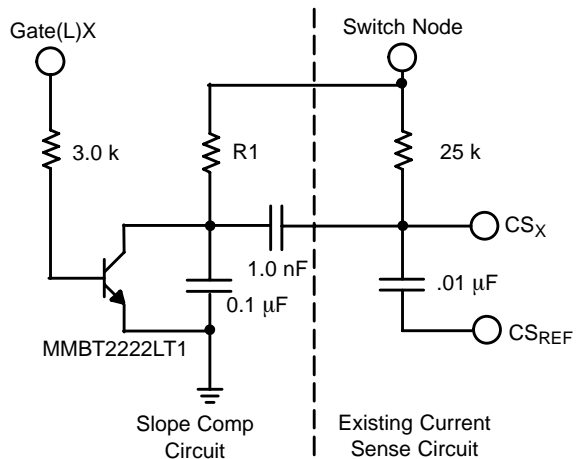 Gate(L)X
Switch Node
3.0 k
R1
25 k
CSX
1.0 nF
0.1 μF
.01 μF
CSREF
MMBT2222LT1
Slope Comp
Circuit
Existing Current
Sense Circuit